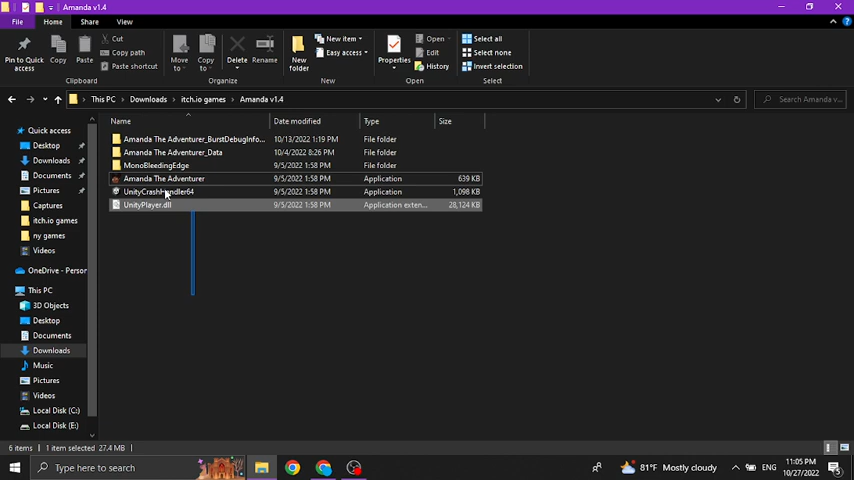 Amanda v1.4
File Home Share View
Pin to Quick access
Copy
Paste
Cut
Copy path
Paste shortcut
Clipboard
Move to
Copy to
Delete
Rename
Organize
New folder
New item
Easy access
New
Properties
Open
Edit
History
Open
Select all
Select none
Invert selection
Select
This PC > Downloads > itch.io games > Amanda v1.4
Search Amanda v...
Name Date modified Type Size
Amanda The Adventurer_BurstDebugInfo... 10/13/2022 1:19 PM File folder
Amanda The Adventurer_Data 10/4/2022 8:26 PM File folder
MonoBleedingEdge 9/5/2022 1:58 PM File folder
Amanda The Adventurer 9/5/2022 1:58 PM Application 639 KB
UnityCrashHandler64 9/5/2022 1:58 PM Application 1,098 KB
UnityPlayer.dll 9/5/2022 1:58 PM Application exten... 28,124 KB
Quick access
Desktop
Downloads
Documents
Pictures
Captures
itch.io games
ny games
Videos
OneDrive - Person
This PC
3D Objects
Desktop
Documents
Downloads
Music
Pictures
Videos
Local Disk (C:)
Local Disk (E:)
6 items 1 item selected 27.4 MB
Type here to search
81°F Mostly cloudy
ENG
11:05 PM
10/27/2022
5